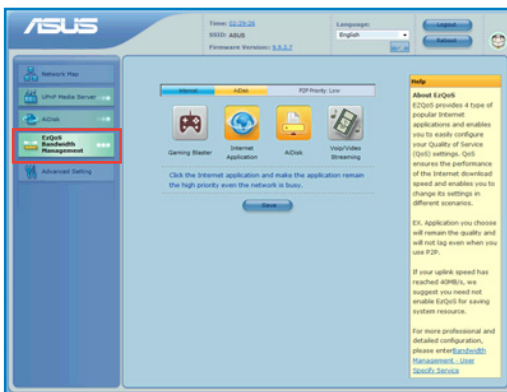 ASUS
Time: 02:29:28
SSID: ASUS
Firmware Version:
Language:
English
Logout
Reboot
Network Map
UPnP Media Server
AiDisk
EzQoS
Bandwidth
Management
Advanced Setting
Internet
AiDisk
P2P Priority: Low
Gaming Blaster
Internet
Application
AiDisk
Voip/Video
Streaming
Click the Internet application and make the application remain
the high priority even the network is busy.
Save
Help
About EzQoS
EZQoS provides 4 type of
popular Internet
applications and enables
you to easily configure
your Quality of Service
(QoS) settings. QoS
ensures the performance
of the Internet download
speed and enables you to
change its settings in
different scenarios.
EX. Application you choose
will remain the quality and
will not lag even when you
use P2P.
If your uplink speed has
reached 40MB/s, we
suggest you need not
enable EzQoS for saving
system resource.
For more professional and
detailed configuration,
please enterBandwidth
Management - User
Specify Service